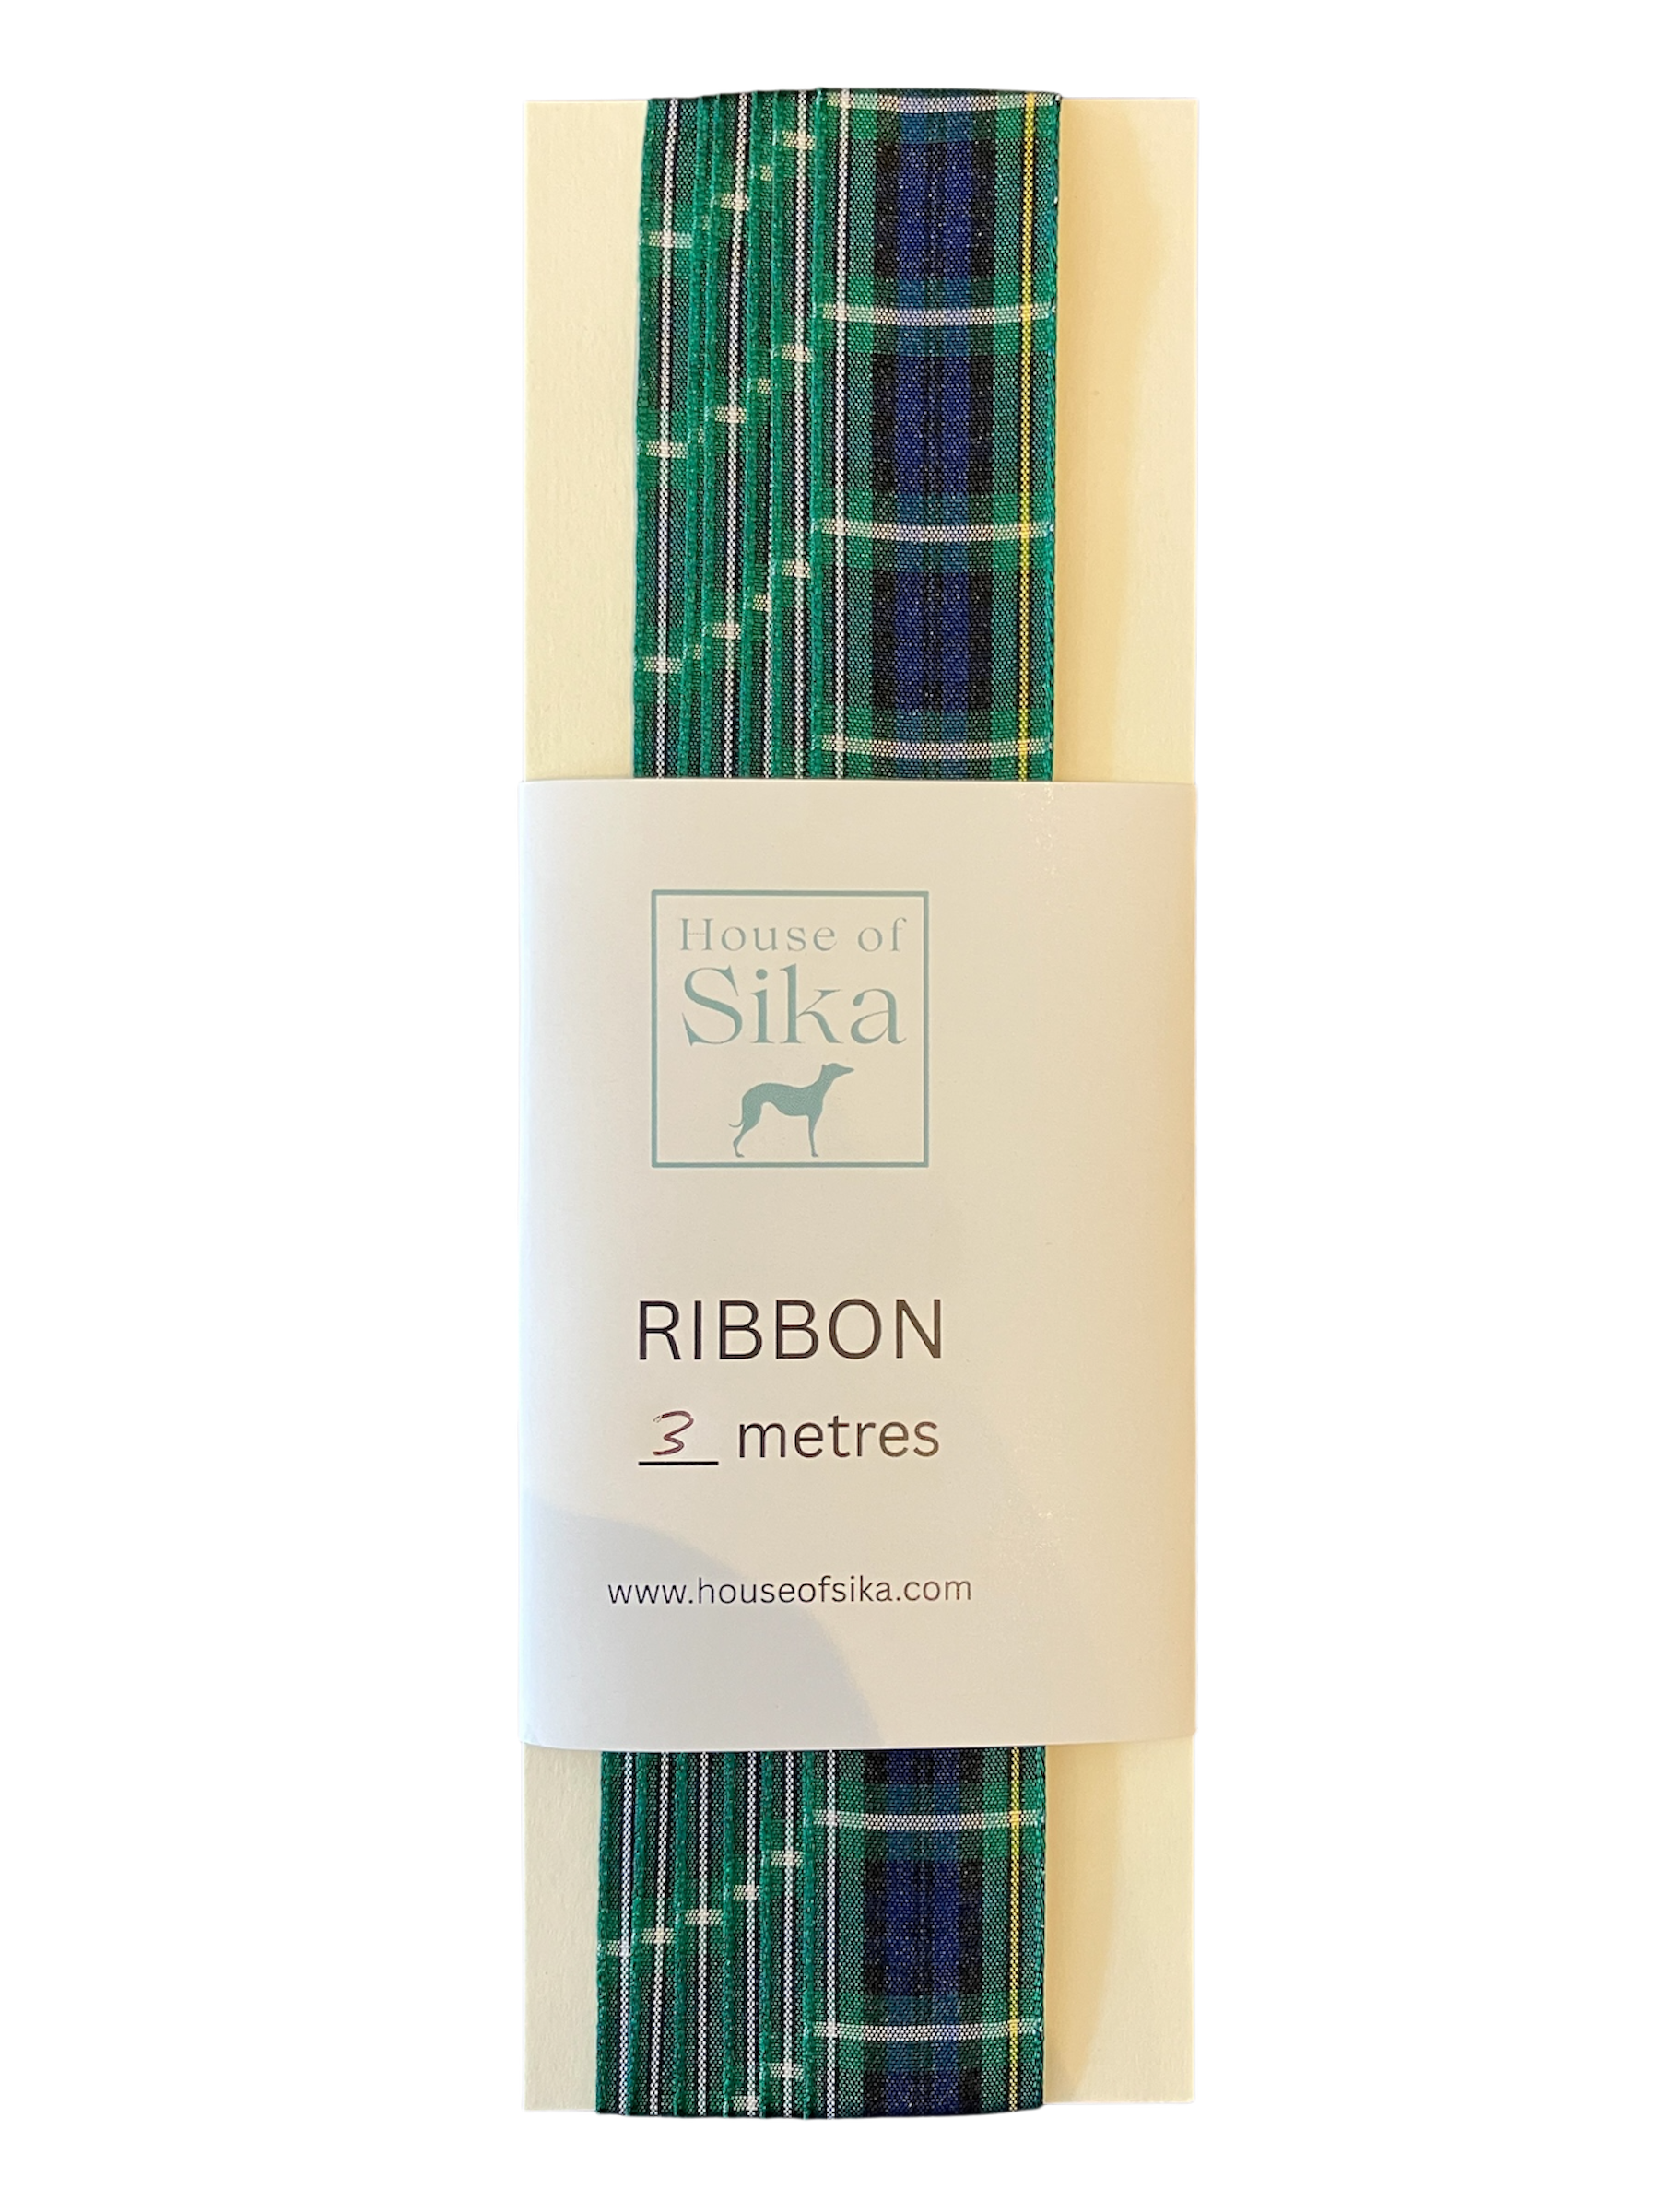 House of
Sika
RIBBON
3 metres
www.houseofsika.com